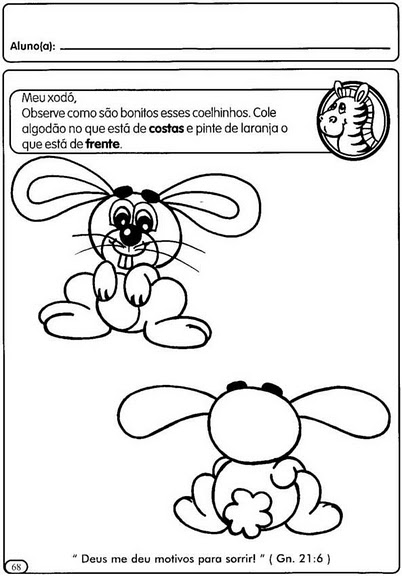 Aluno(a):
Meu xodó,
Observe como são bonitos esses coelhinhos. Cole
algodão no que está de costas e pinte de laranja o
que está de frente.
68
" Deus me deu motivos para sorrir! " ( Gn. 21:6 )